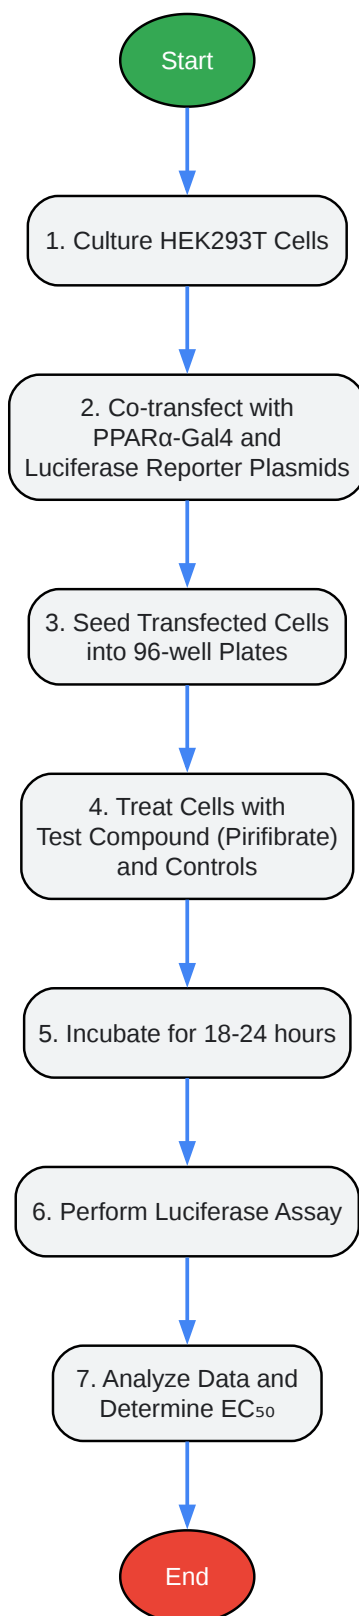 Start
1. Culture HEK293T Cells
2. Co-transfect with
PPARα-Gal4 and
Luciferase Reporter Plasmids
3. Seed Transfected Cells
into 96-well Plates
4. Treat Cells with
Test Compound (Pirifibrate)
and Controls
5. Incubate for 18-24 hours
6. Perform Luciferase Assay
7. Analyze Data and
Determine EC₅₀
End